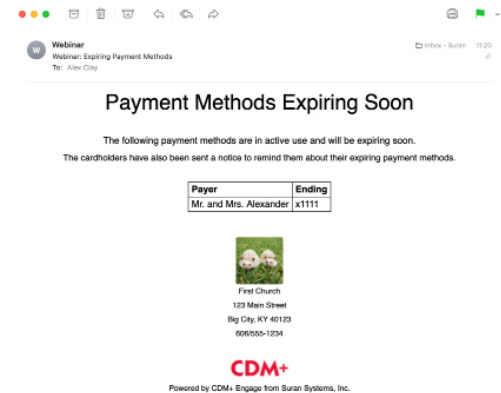 W
Webinar
Inbox - Suran 11:20
Webinar: Expiring Payment Methods
To: Alex Clay
Payment Methods Expiring Soon
The following payment methods are in active use and will be expiring soon.
The cardholders have also been sent a notice to remind them about their expiring payment methods.
Payer Ending
Mr. and Mrs. Alexander x1111
First Church
123 Main Street
Big City, KY 40123
606/555-1234
CDM+
Powered by CDM+ Engage from Suran Systems, Inc.